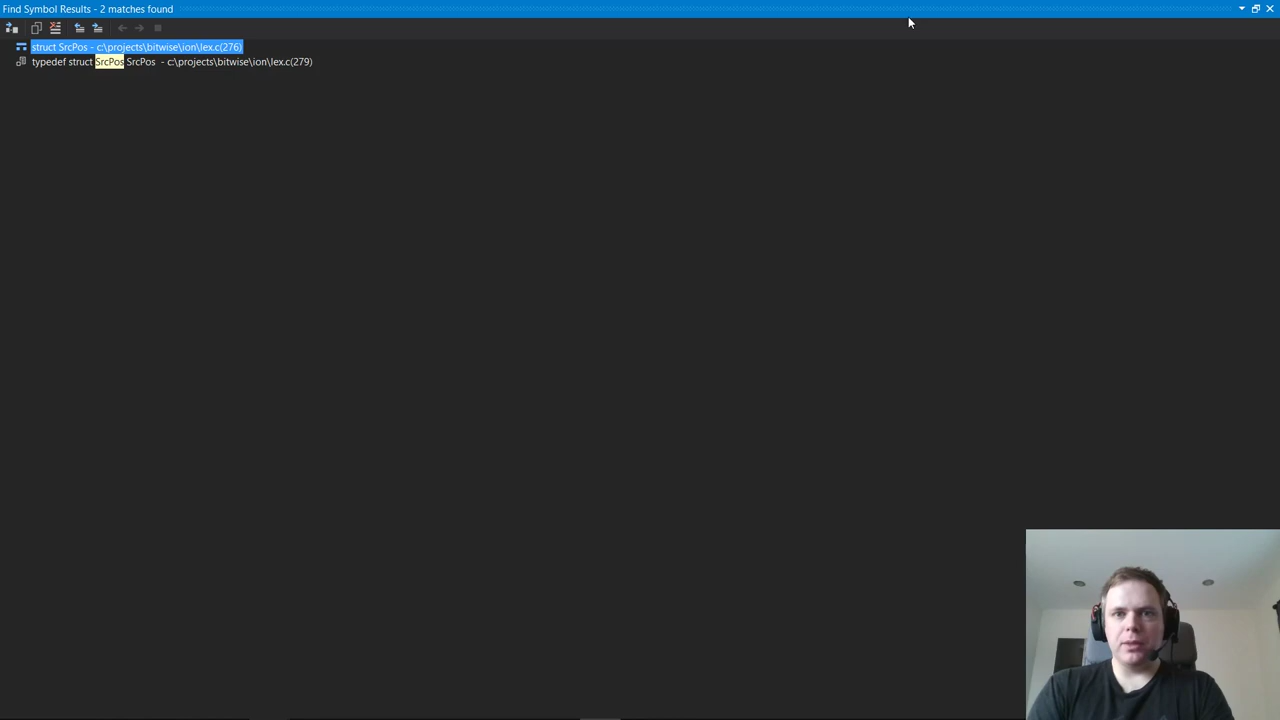 Find Symbol Results - 2 matches found
struct SrcPos - c:\projects\bitwise\ion\lex.c(276)
typedef struct SrcPos SrcPos  - c:\projects\bitwise\ion\lex.c(279)